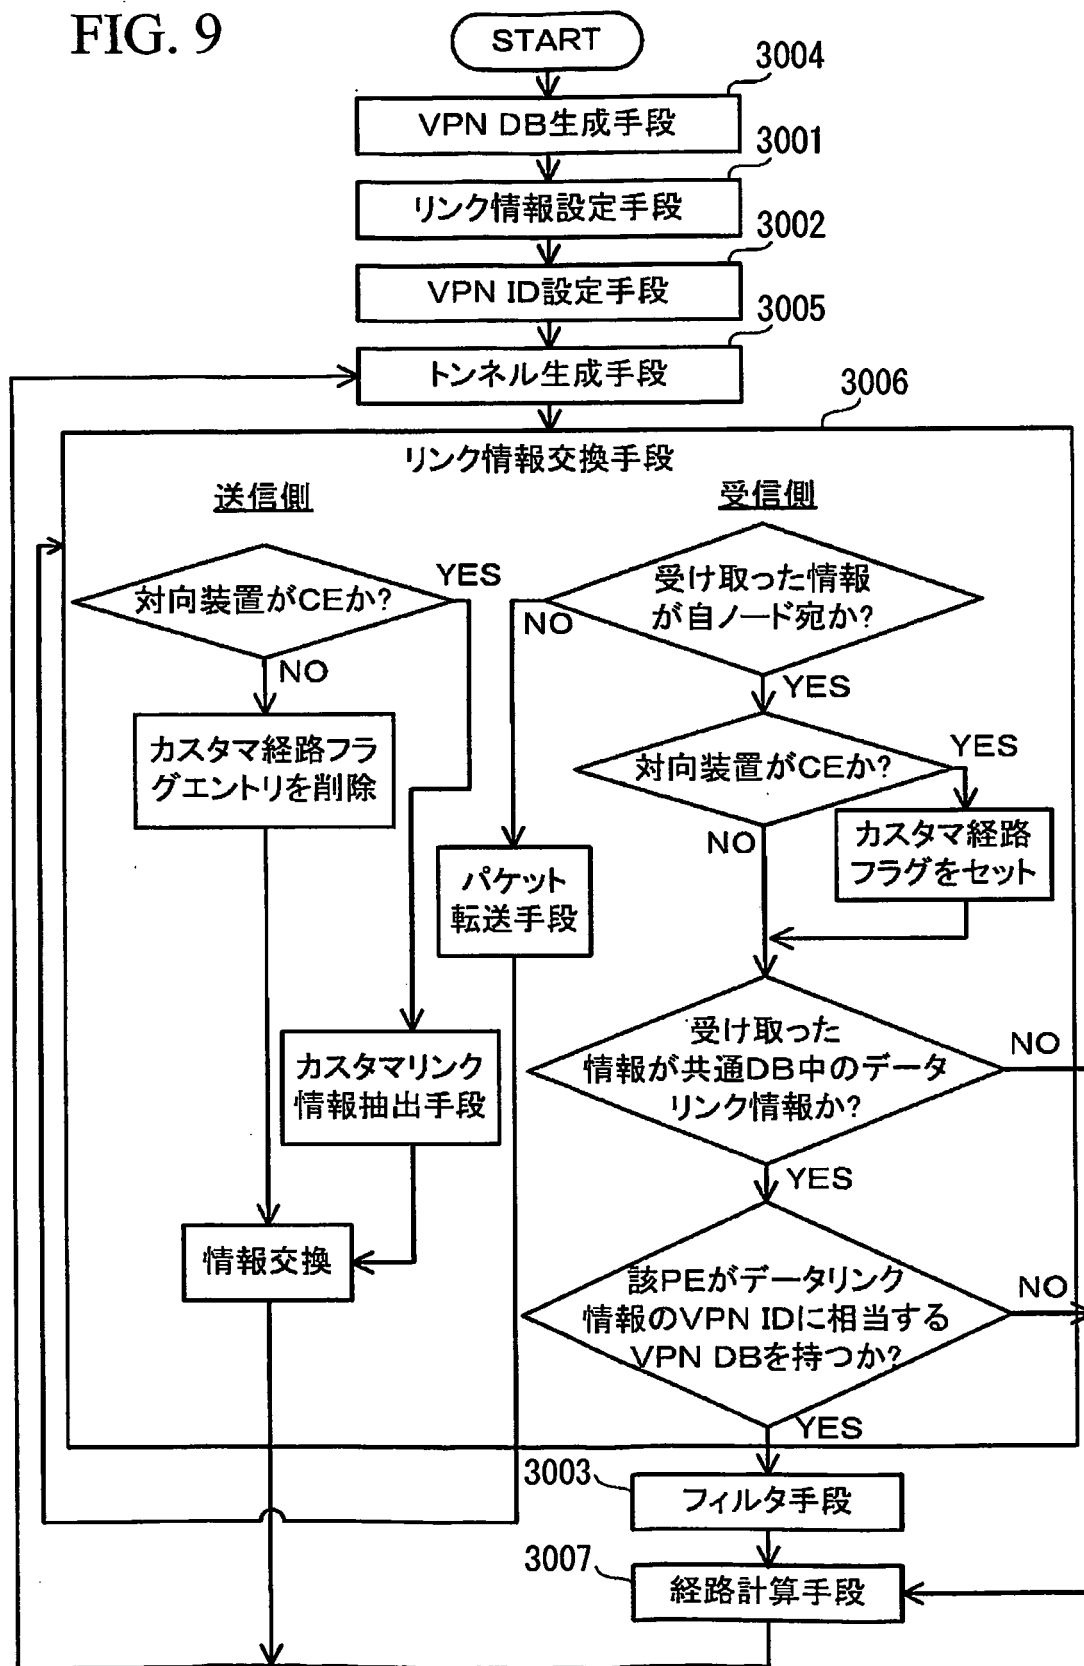 FIG. 9
START
3004
VPN DB生成手段
3001
リンク情報設定手段
3002
VPN ID設定手段
3005
トンネル生成手段
3006
リンク情報交換手段
送信側
対向装置がCEか?
YES
NO
カスタマ経路フラ
グエントリを削除
カスタマリンク
情報抽出手段
情報交換
受信側
受け取った情報
が自ノード宛か?
NO
YES
パケット
転送手段
対向装置がCEか?
YES
NO
カスタマ経路
フラグをセット
受け取った
情報が共通DB中のデータ
リンク情報か?
NO
YES
該PEがデータリンク
情報のVPN IDに相当する
VPN DBを持つか?
NO
YES
3003
フィルタ手段
3007
経路計算手段